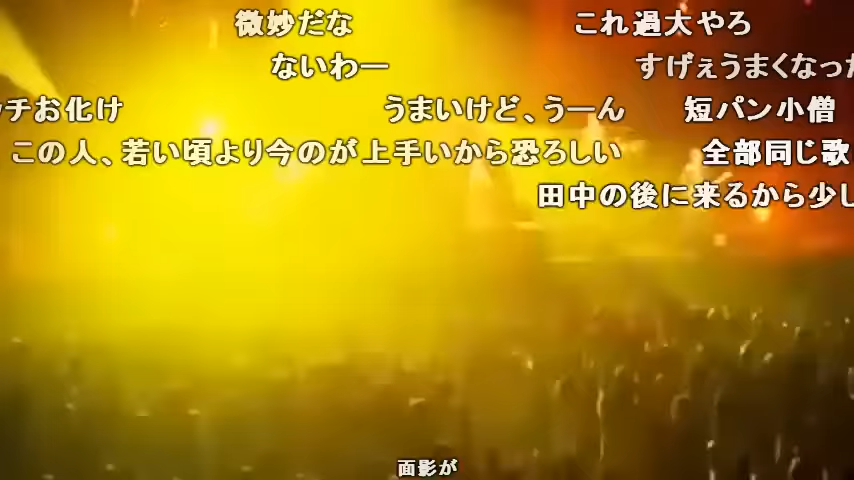 微妙だな
これ過大やろ
ないわー
すげぇうまくなった
ッチお化け
うまいけど、うーん
短パン小僧
この人、若い頃より今のが上手いから恐ろしい
全部同じ歌
田中の後に来るから少し
面影が